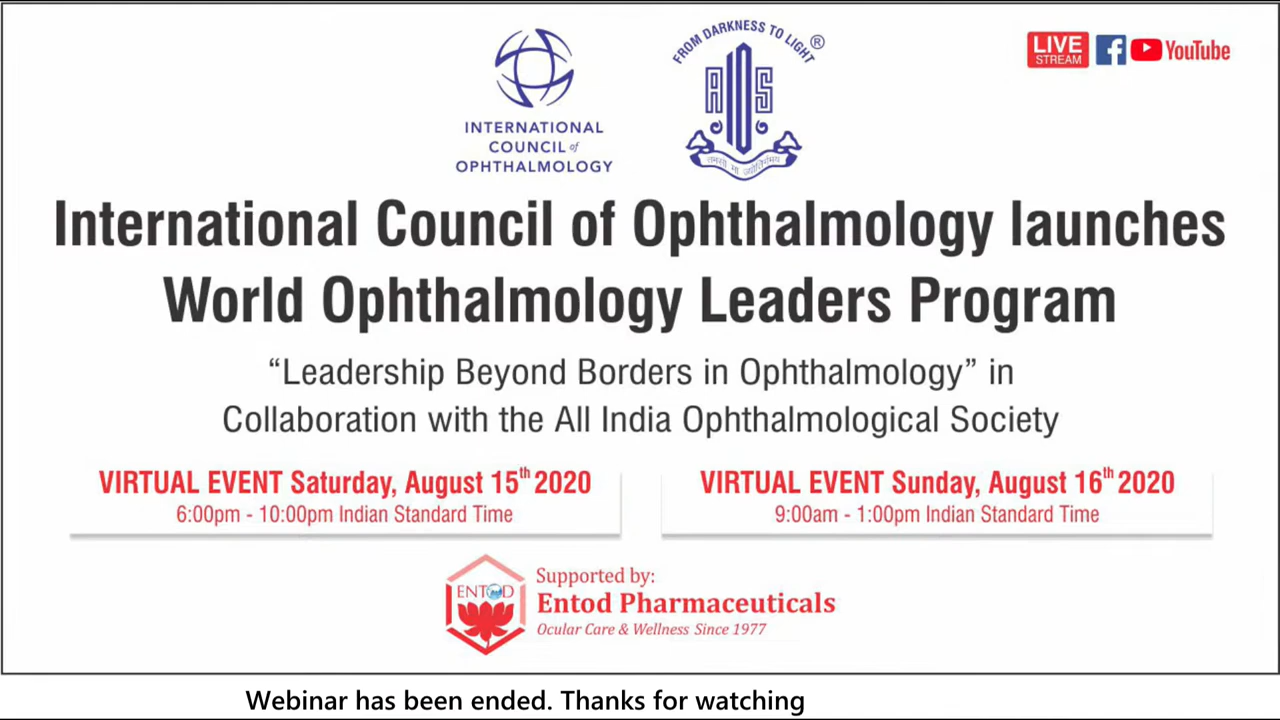 INTERNATIONAL
COUNCIL of
OPHTHALMOLOGY
FROM DARKNESS TO LIGHT ®
AIOS
तमसो मा ज्योतिर्गमय
LIVE
STREAM
YouTube
International Council of Ophthalmology launches
World Ophthalmology Leaders Program
“Leadership Beyond Borders in Ophthalmology” in
Collaboration with the All India Ophthalmological Society
VIRTUAL EVENT Saturday, August 15th 2020
6:00pm - 10:00pm Indian Standard Time
VIRTUAL EVENT Sunday, August 16th 2020
9:00am - 1:00pm Indian Standard Time
ENTOD
Supported by:
Entod Pharmaceuticals
Ocular Care & Wellness Since 1977
Webinar has been ended. Thanks for watching